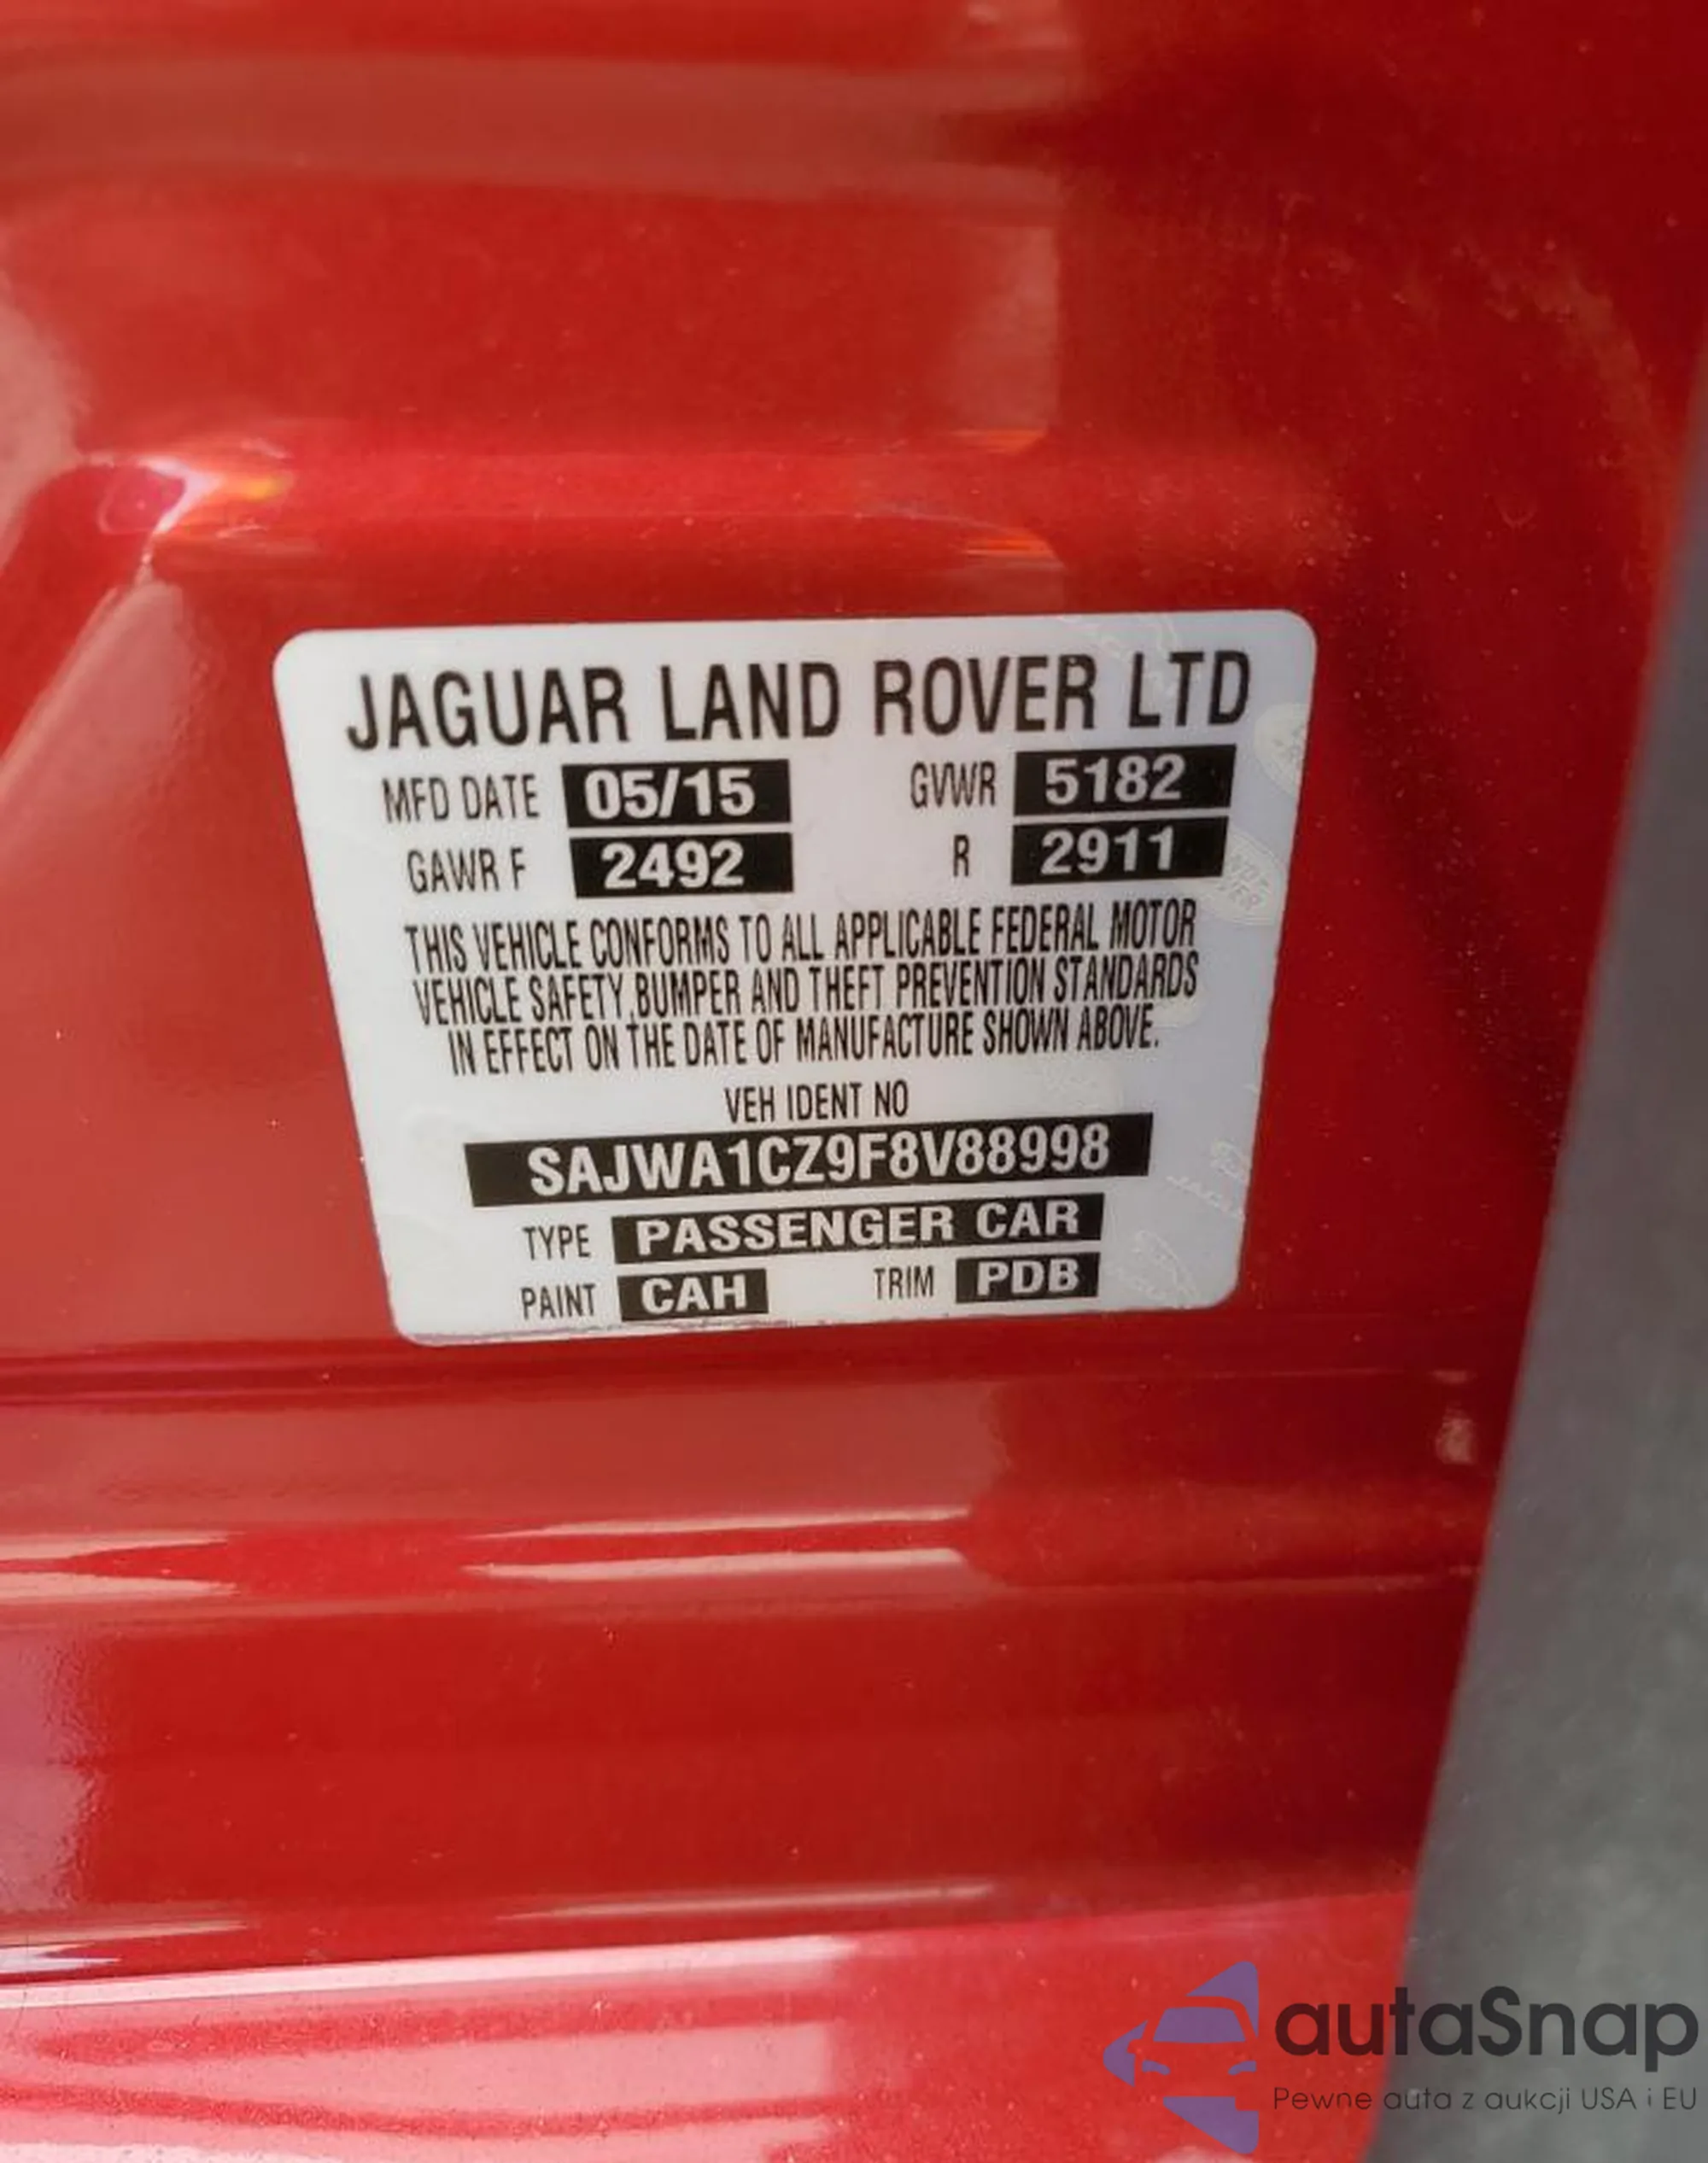 JAGUAR LAND ROVER LTD
MFD DATE 05/15 GVWR 5182
GAWR F 2492 R 2911
THIS VEHICLE CONFORMS TO ALL APPLICABLE FEDERAL MOTOR
VEHICLE SAFETY,BUMPER AND THEFT PREVENTION STANDARDS
IN EFFECT ON THE DATE OF MANUFACTURE SHOWN ABOVE.
VEH IDENT NO
SAJWA1CZ9F8V88998
TYPE PASSENGER CAR
PAINT CAH TRIM PDB
autaSnap
Pewne auta z aukcji USA i EU